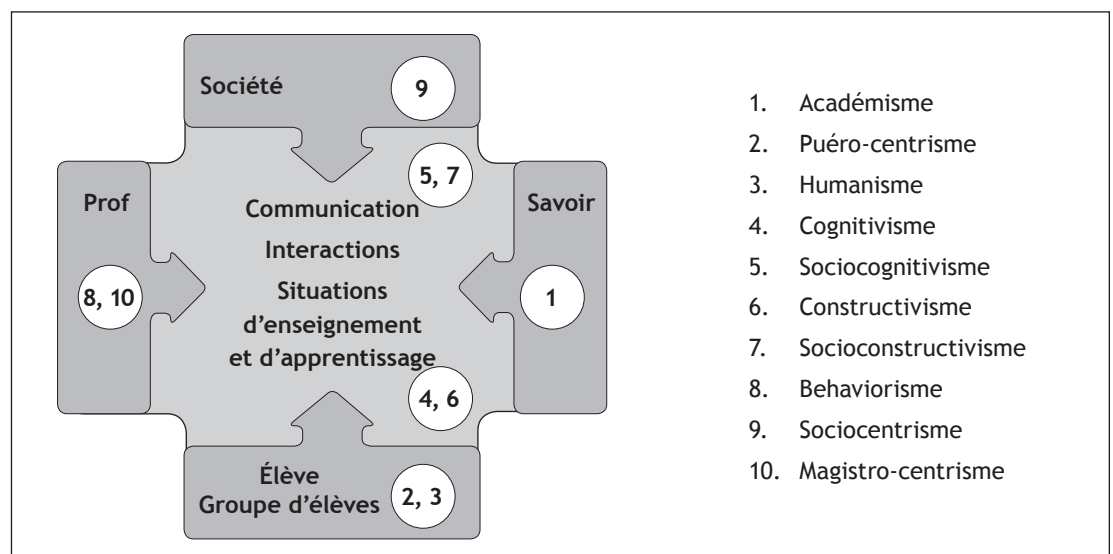 Société
9
5, 7
Prof
Savoir
Communication
Interactions
Situations
d’enseignement
et d’apprentissage
8, 10
1
4, 6
Élève
Groupe d’élèves
2, 3
1. Académisme
2. Puéro-centrisme
3. Humanisme
4. Cognitivisme
5. Sociocognitivisme
6. Constructivisme
7. Socioconstructivisme
8. Behaviorisme
9. Sociocentrisme
10. Magistro-centrisme